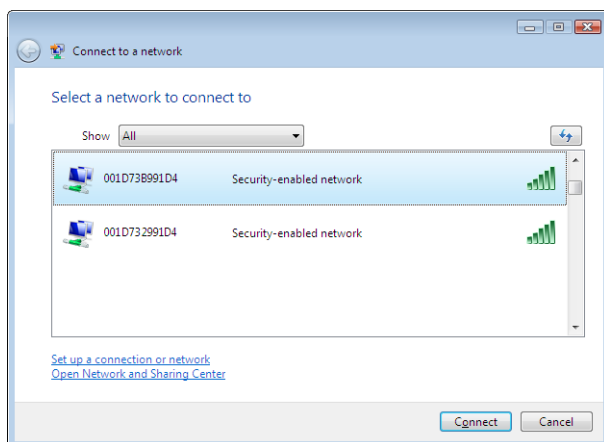 Connect to a network
Select a network to connect to
Show All
001D73B991D4 Security-enabled network
001D732991D4 Security-enabled network
Set up a connection or network
Open Network and Sharing Center
Connect Cancel